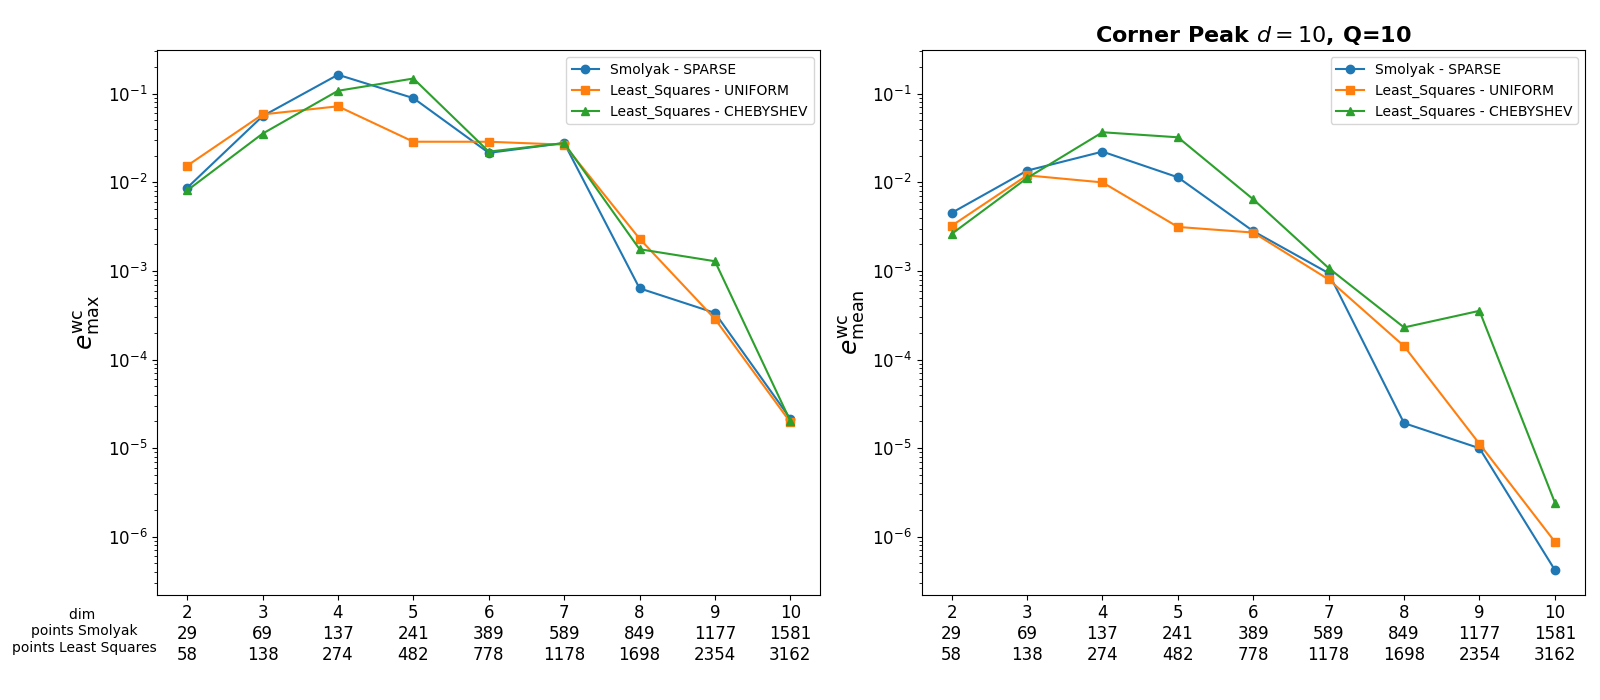 Corner Peak d = 10, Q=10
Smolyak - SPARSE
Least_Squares - UNIFORM
Least_Squares - CHEBYSHEV
10⁻¹
10⁻²
10⁻³
10⁻⁴
10⁻⁵
10⁻⁶
e^wc_max
dim
points Smolyak
points Least Squares
2 3 4 5 6 7 8 9 10
29 69 137 241 389 589 849 1177 1581
58 138 274 482 778 1178 1698 2354 3162
Smolyak - SPARSE
Least_Squares - UNIFORM
Least_Squares - CHEBYSHEV
10⁻¹
10⁻²
10⁻³
10⁻⁴
10⁻⁵
10⁻⁶
e^wc_mean
2 3 4 5 6 7 8 9 10
29 69 137 241 389 589 849 1177 1581
58 138 274 482 778 1178 1698 2354 3162